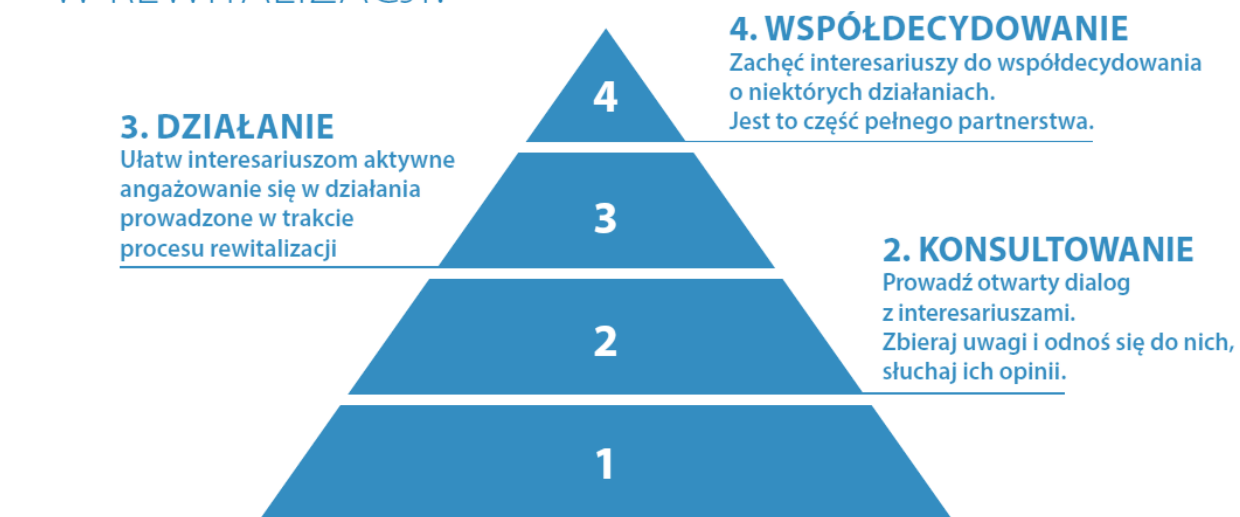 W REWITALIZACJI:
4. WSPÓŁDECYDOWANIE
Zachęć interesariuszy do współdecydowania
o niektórych działaniach.
Jest to część pełnego partnerstwa.
4
3. DZIAŁANIE
Ułatw interesariuszom aktywne
angażowanie się w działania
prowadzone w trakcie
procesu rewitalizacji
3
2. KONSULTOWANIE
Prowadź otwarty dialog
z interesariuszami.
Zbieraj uwagi i odnoś się do nich,
słuchaj ich opinii.
2
1